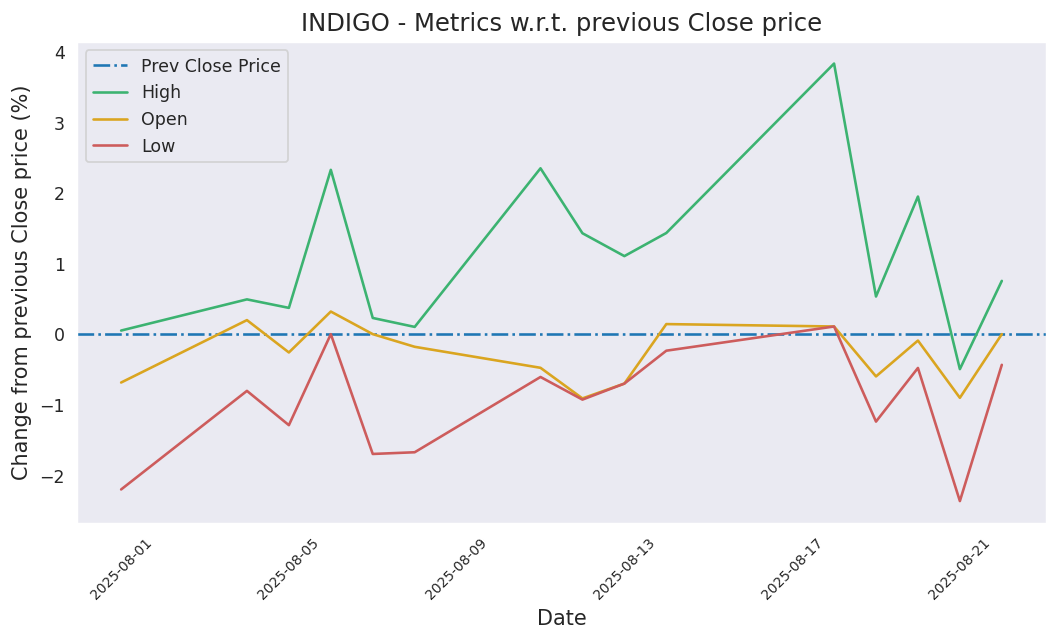 INDIGO - Metrics w.r.t. previous Close price
Change from previous Close price (%)
4
3
2
1
0
−1
−2
Prev Close Price
High
Open
Low
2025-08-01
2025-08-05
2025-08-09
2025-08-13
2025-08-17
2025-08-21
Date